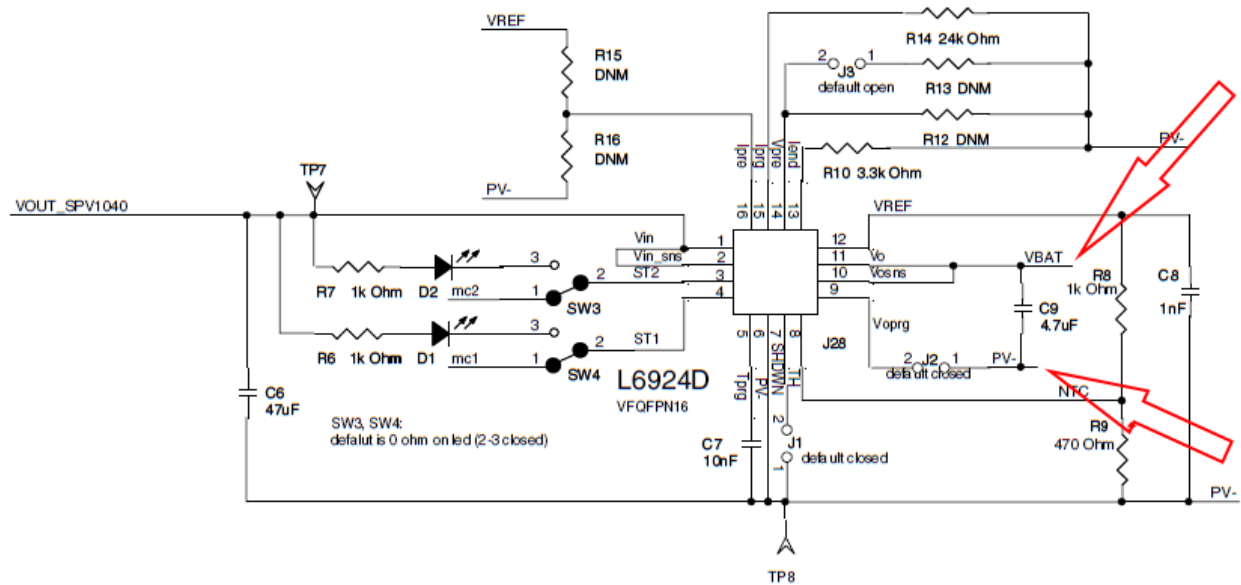 VREF
R15
DNM
R16
DNM
PV-
R14 24k Ohm
2 1
J3
default open
R13 DNM
R12 DNM
PV-
R10 3.3k Ohm
Ipre
Iprg
Vpre
Iend
16
15
14
13
TP7
VOUT_SPV1040
VREF
Vin
1
12
Vo
Vin_sns
2
11
VBAT
ST2
3
10
Vosns
4
9
3
2
1
R7 1k Ohm
D2
mc2
SW3
R8
1k Ohm
C8
1nF
C9
4.7uF
Voprg
3
2
ST1
1
R6 1k Ohm
D1
mc1
SW4
5
6
7
8
J28
2 1
J2
PV-
default closed
L6924D
VFQFPN16
Tprg
PV-
SHDWN
TH
NTC
C6
47uF
SW3, SW4:
defalut is 0 ohm on led (2-3 closed)
C7
10nF
2
J1
1
default closed
R9
470 Ohm
PV-
TP8